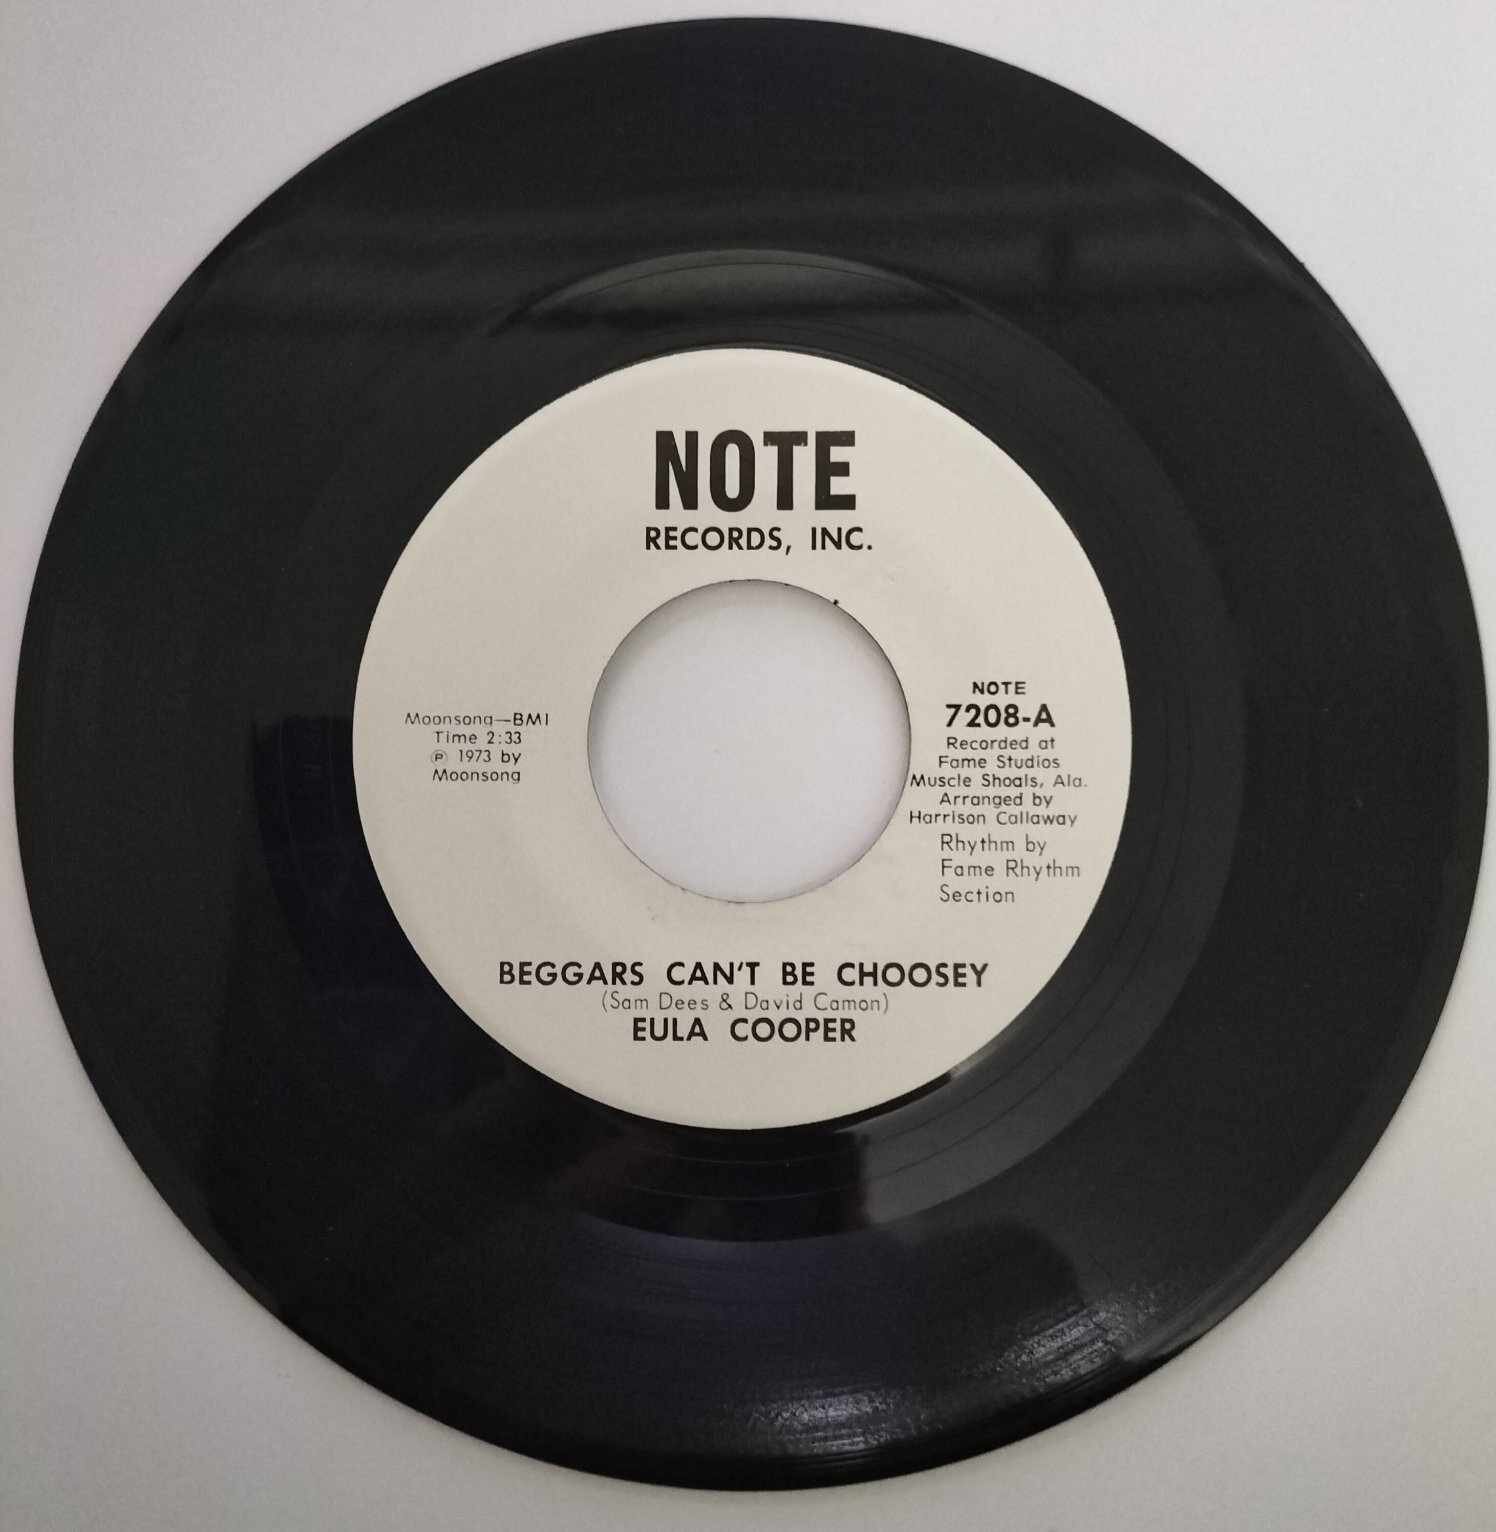 NOTE
RECORDS, INC.
Moonsong—BMI
Time 2:33
℗ 1973 by
Moonsong
NOTE
7208-A
Recorded at
Fame Studios
Muscle Shoals, Ala.
Arranged by
Harrison Callaway
Rhythm by
Fame Rhythm
Section
BEGGARS CAN'T BE CHOOSEY
(Sam Dees & David Camon)
EULA COOPER